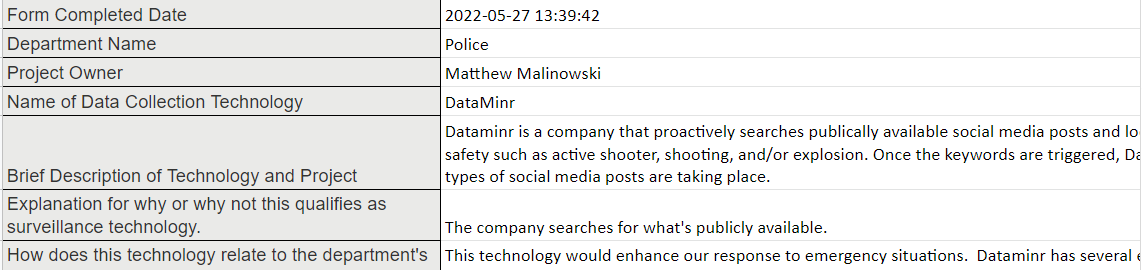 Form Completed Date 2022-05-27 13:39:42
Department Name Police
Project Owner Matthew Malinowski
Name of Data Collection Technology DataMinr
Dataminr is a company that proactively searches publically available social media posts and lo
safety such as active shooter, shooting, and/or explosion. Once the keywords are triggered, Da
Brief Description of Technology and Project types of social media posts are taking place.
Explanation for why or why not this qualifies as
surveillance technology. The company searches for what's publicly available.
How does this technology relate to the department's This technology would enhance our response to emergency situations. Dataminr has several